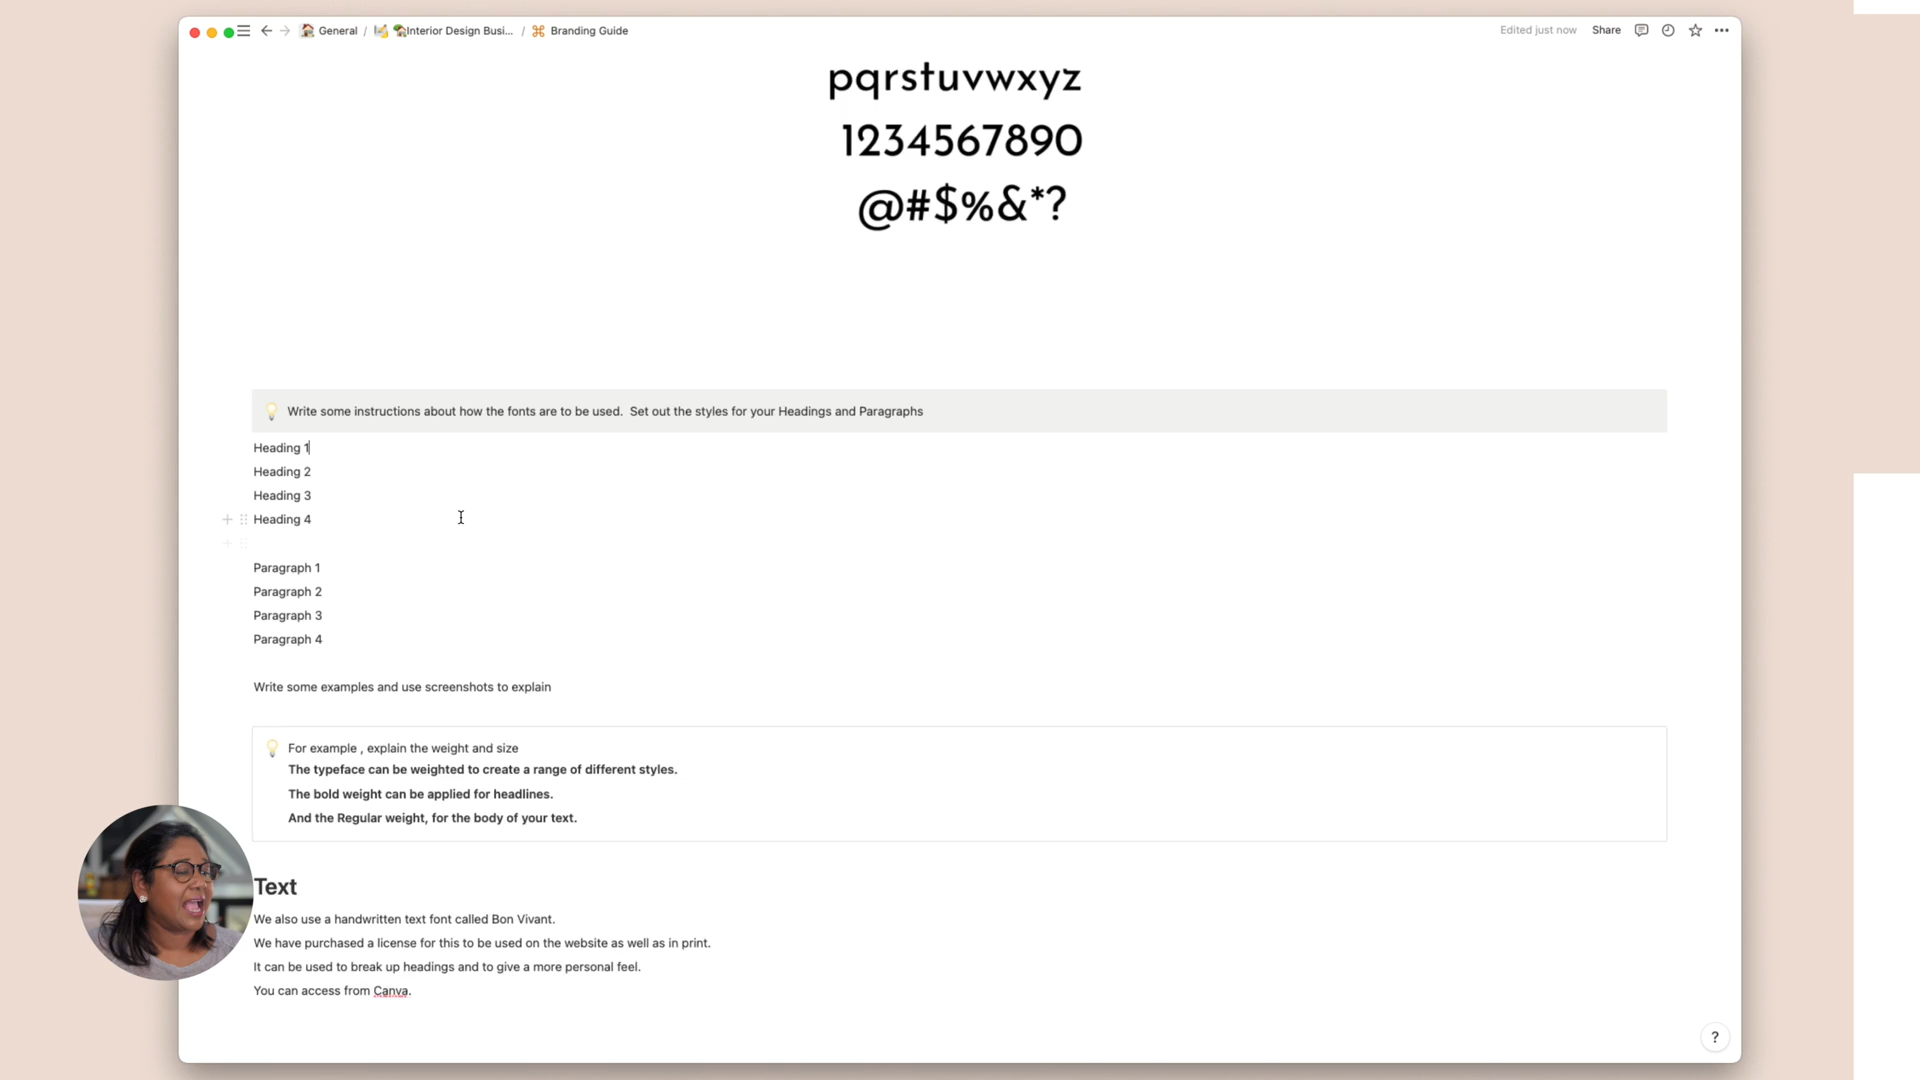 General / Interior Design Busi... / Branding Guide
Edited just now Share
pqrstuvwxyz
1234567890
@#$%&*?
Write some instructions about how the fonts are to be used.  Set out the styles for your Headings and Paragraphs
Heading 1
Heading 2
Heading 3
Heading 4
Paragraph 1
Paragraph 2
Paragraph 3
Paragraph 4
Write some examples and use screenshots to explain
For example , explain the weight and size
The typeface can be weighted to create a range of different styles.
The bold weight can be applied for headlines.
And the Regular weight, for the body of your text.
Text
We also use a handwritten text font called Bon Vivant.
We have purchased a license for this to be used on the website as well as in print.
It can be used to break up headings and to give a more personal feel.
You can access from Canva.
?